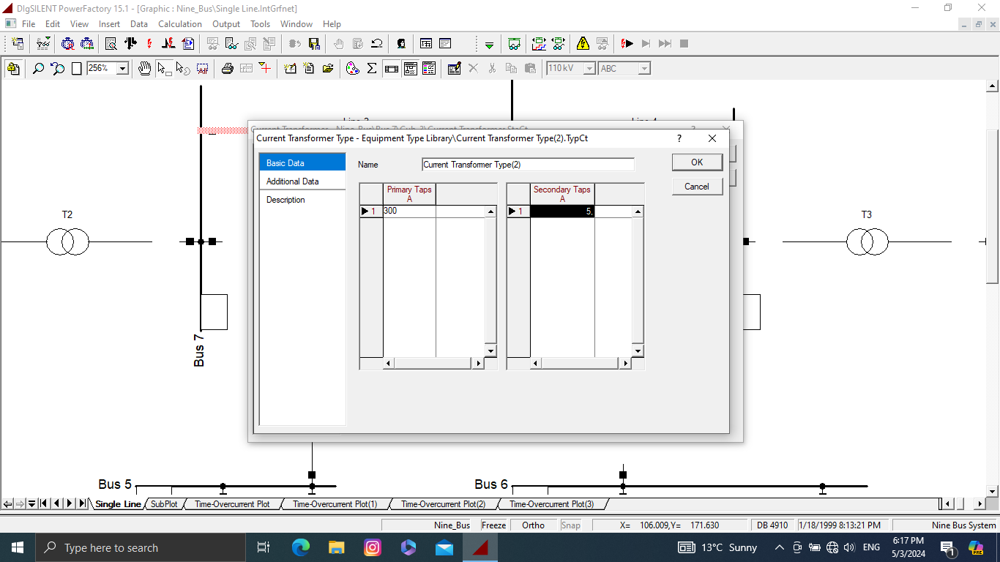 DIgSILENT PowerFactory 15.1 - [Graphic : Nine_Bus\Single Line.IntGrfnet]
File Edit View Insert Data Calculation Output Tools Window Help
256%
110 kV
ABC
Current Transformer - Nine_Bus\Bus 7\Cub_3\Current Transformer.StaCt
Current Transformer Type - Equipment Type Library\Current Transformer Type(2).TypCt
?
Basic Data
Additional Data
Description
Name
Current Transformer Type(2)
OK
Cancel
Primary Taps
A
1 300
Secondary Taps
A
1 5,
T2
T3
Bus 7
Bus 5
Bus 6
Single Line SubPlot Time-Overcurrent Plot Time-Overcurrent Plot(1) Time-Overcurrent Plot(2) Time-Overcurrent Plot(3)
Nine_Bus Freeze Ortho Snap X= 106.009,Y= 171.630 DB 4910 1/18/1999 8:13:21 PM Nine Bus System
Type here to search
13°C Sunny
ENG
6:17 PM
5/3/2024
1
PRE